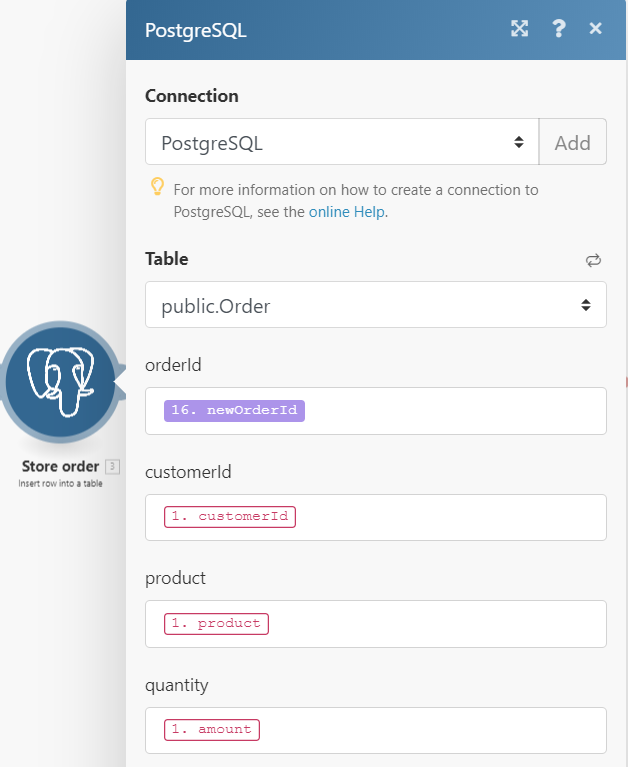 PostgreSQL
?
Connection
PostgreSQL
Add
For more information on how to create a connection to
PostgreSQL, see the online Help.
Table
public.Order
orderId
16. newOrderId
Store order 3
Insert row into a table
customerId
1. customerId
product
1. product
quantity
1. amount